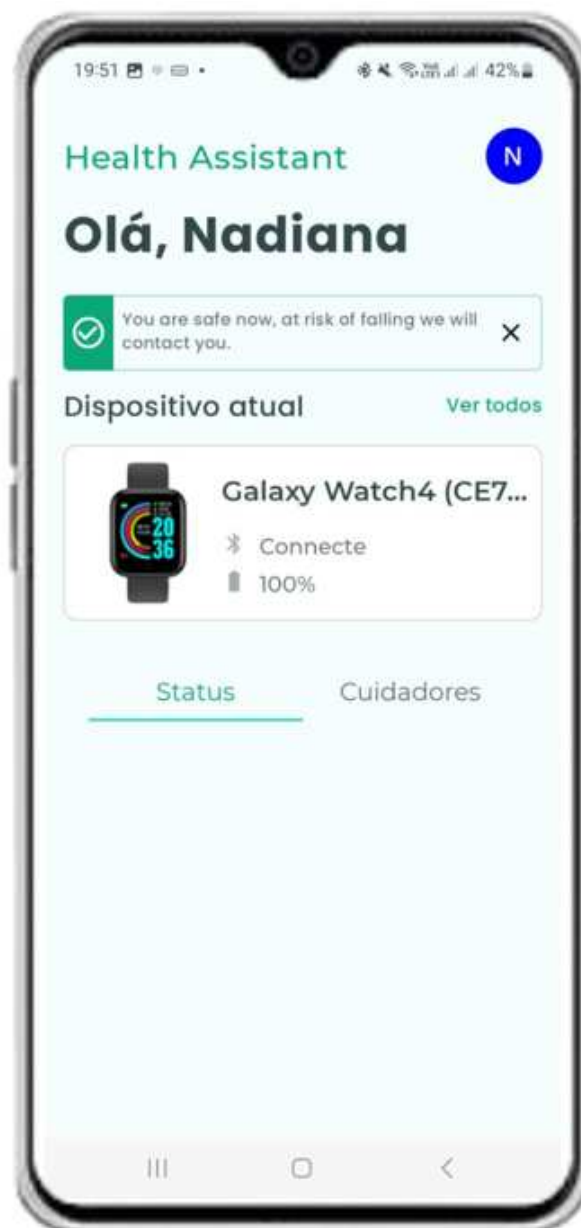 19:51
42%
Health Assistant
N
Olá, Nadiana
You are safe now, at risk of falling we will
contact you.
Dispositivo atual
Ver todos
Galaxy Watch4 (CE7...
20
36
Connecte
100%
Status
Cuidadores